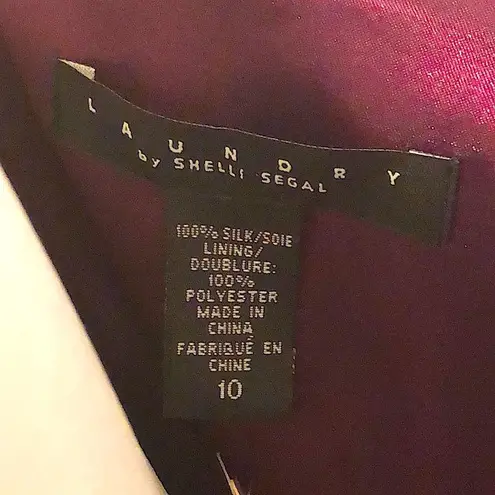 LAUNDRY
by SHELLI SEGAL
100% SILK/SOIE
LINING/
DOUBLURE:
100%
POLYESTER
MADE IN
CHINA
FABRIQUÉ EN
CHINE
10